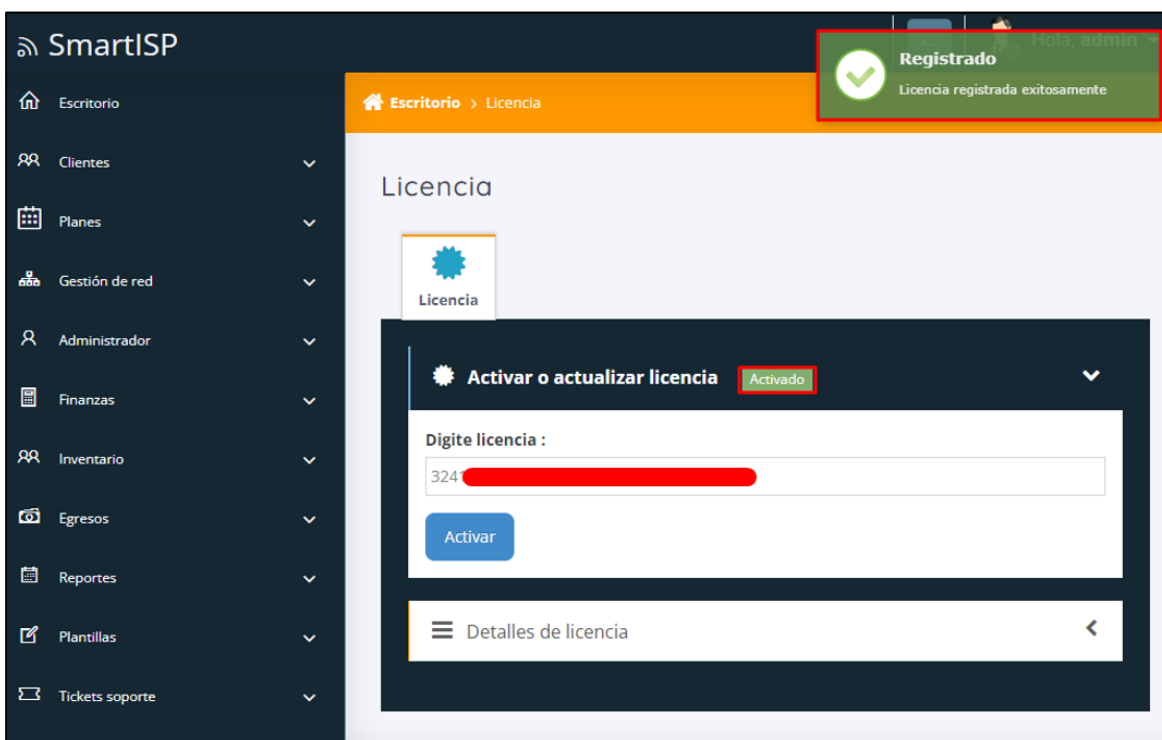 SmartISP
Hola, admin
Registrado
Licencia registrada exitosamente
Escritorio
Clientes
Planes
Gestión de red
Administrador
Finanzas
Inventario
Egresos
Reportes
Plantillas
Tickets soporte
Escritorio > Licencia
Licencia
Licencia
Activar o actualizar licencia Activado
Digite licencia :
3241
Activar
Detalles de licencia